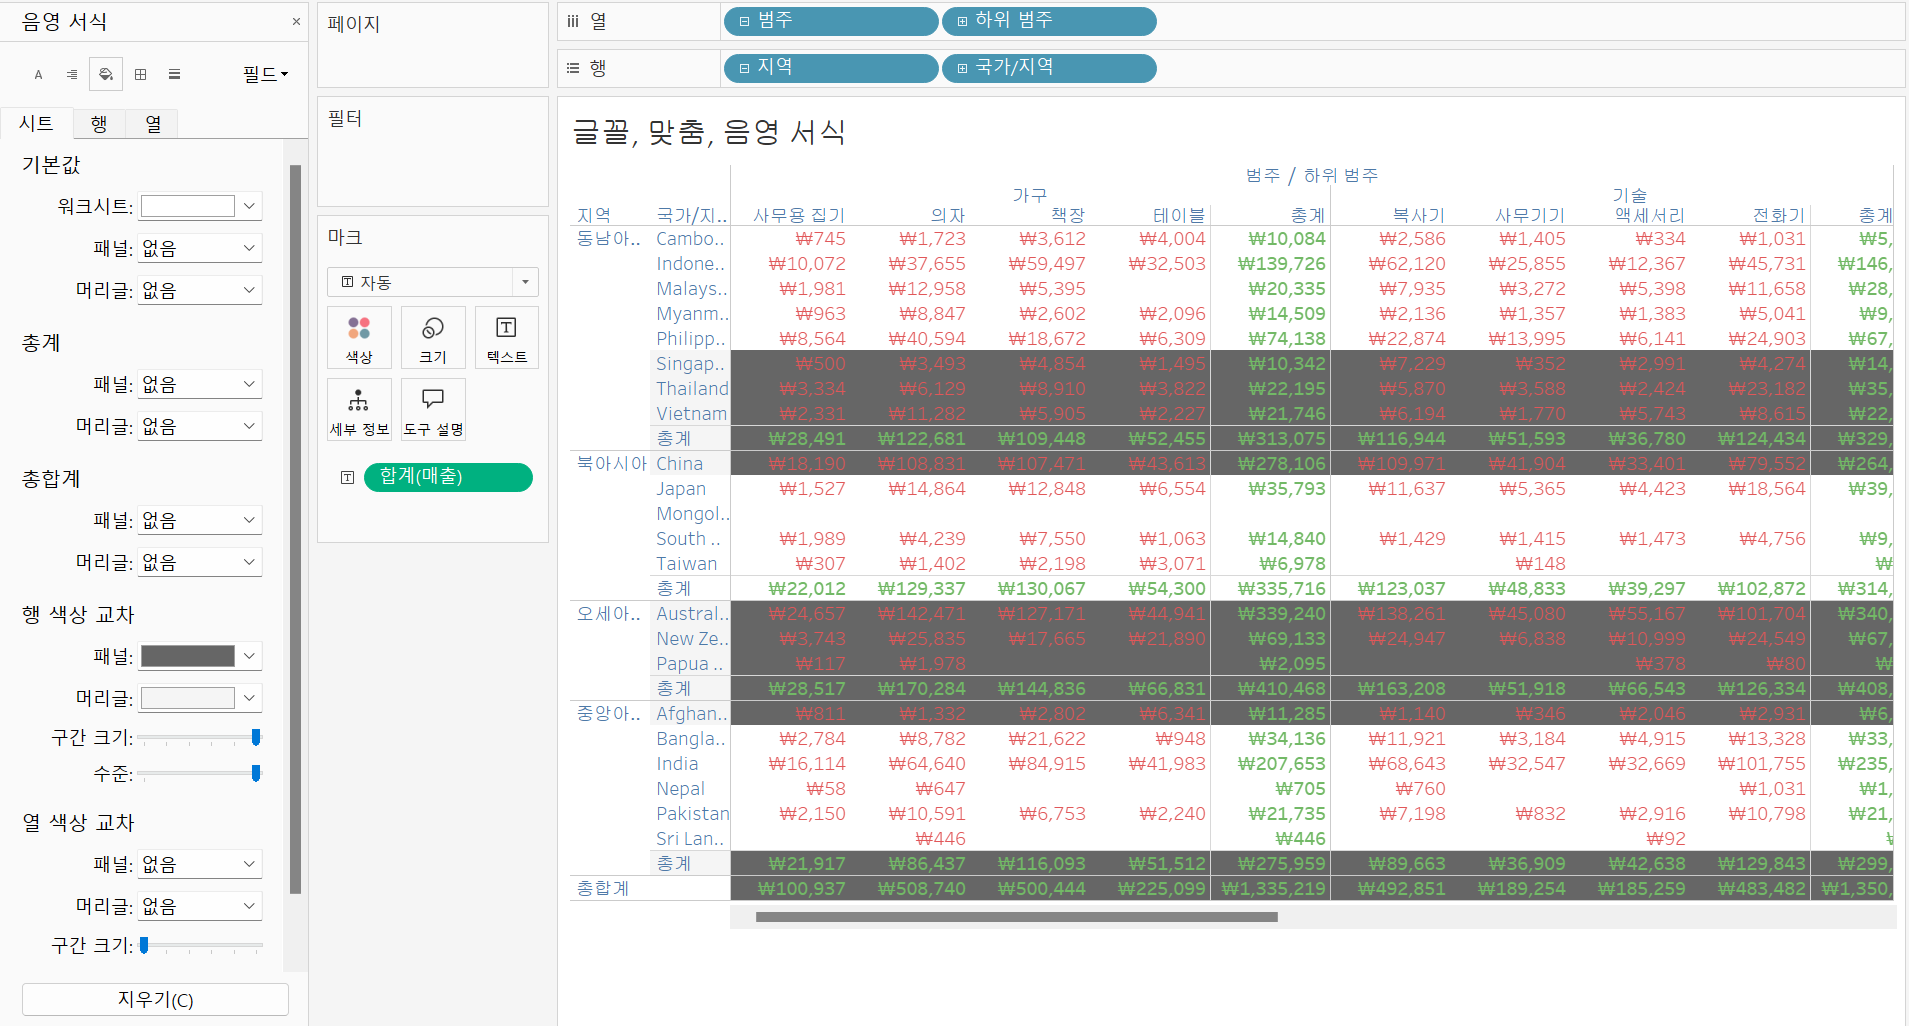 음영 서식
필드
시트 행 열
기본값
워크시트:
패널: 없음
머리글: 없음
총계
패널: 없음
머리글: 없음
총합계
패널: 없음
머리글: 없음
행 색상 교차
패널:
머리글:
구간 크기:
수준:
열 색상 교차
패널: 없음
머리글: 없음
구간 크기:
지우기(C)
페이지
필터
마크
자동
색상 크기 텍스트
세부 정보 도구 설명
합계(매출)
열 범주 하위 범주
행 지역 국가/지역
글꼴, 맞춤, 음영 서식
범주 / 하위 범주
가구 기술
지역 국가/지.. 사무용 집기 의자 책장 테이블 총계 복사기 사무기기 액세서리 전화기 총계
동남아.. Cambo.. ₩745 ₩1,723 ₩3,612 ₩4,004 ₩10,084 ₩2,586 ₩1,405 ₩334 ₩1,031 ₩5,
Indone.. ₩10,072 ₩37,655 ₩59,497 ₩32,503 ₩139,726 ₩62,120 ₩25,855 ₩12,367 ₩45,731 ₩146,
Malays.. ₩1,981 ₩12,958 ₩5,395 ₩20,335 ₩7,935 ₩3,272 ₩5,398 ₩11,658 ₩28,
Myanm.. ₩963 ₩8,847 ₩2,602 ₩2,096 ₩14,509 ₩2,136 ₩1,357 ₩1,383 ₩5,041 ₩9,
Philipp.. ₩8,564 ₩40,594 ₩18,672 ₩6,309 ₩74,138 ₩22,874 ₩13,995 ₩6,141 ₩24,903 ₩67,
Singap.. ₩500 ₩3,493 ₩4,854 ₩1,495 ₩10,342 ₩7,229 ₩352 ₩2,991 ₩4,274 ₩14,
Thailand ₩3,334 ₩6,129 ₩8,910 ₩3,822 ₩22,195 ₩5,870 ₩3,588 ₩2,424 ₩23,182 ₩35,
Vietnam ₩2,331 ₩11,282 ₩5,905 ₩2,227 ₩21,746 ₩6,194 ₩1,770 ₩5,743 ₩8,615 ₩22,
총계 ₩28,491 ₩122,681 ₩109,448 ₩52,455 ₩313,075 ₩116,944 ₩51,593 ₩36,780 ₩124,434 ₩329,
북아시아 China ₩18,190 ₩108,831 ₩107,471 ₩43,613 ₩278,106 ₩109,971 ₩41,904 ₩33,401 ₩79,552 ₩264,
Japan ₩1,527 ₩14,864 ₩12,848 ₩6,554 ₩35,793 ₩11,637 ₩5,365 ₩4,423 ₩18,564 ₩39,
Mongol..
South .. ₩1,989 ₩4,239 ₩7,550 ₩1,063 ₩14,840 ₩1,429 ₩1,415 ₩1,473 ₩4,756 ₩9,
Taiwan ₩307 ₩1,402 ₩2,198 ₩3,071 ₩6,978 ₩148 ₩
총계 ₩22,012 ₩129,337 ₩130,067 ₩54,300 ₩335,716 ₩123,037 ₩48,833 ₩39,297 ₩102,872 ₩314,
오세아.. Austral.. ₩24,657 ₩142,471 ₩127,171 ₩44,941 ₩339,240 ₩138,261 ₩45,080 ₩55,167 ₩101,704 ₩340,
New Ze.. ₩3,743 ₩25,835 ₩17,665 ₩21,890 ₩69,133 ₩24,947 ₩6,838 ₩10,999 ₩24,549 ₩67,
Papua .. ₩117 ₩1,978 ₩2,095 ₩378 ₩80 ₩
총계 ₩28,517 ₩170,284 ₩144,836 ₩66,831 ₩410,468 ₩163,208 ₩51,918 ₩66,543 ₩126,334 ₩408,
중앙아.. Afghan.. ₩811 ₩1,332 ₩2,802 ₩6,341 ₩11,285 ₩1,140 ₩346 ₩2,046 ₩2,931 ₩6,
Bangla.. ₩2,784 ₩8,782 ₩21,622 ₩948 ₩34,136 ₩11,921 ₩3,184 ₩4,915 ₩13,328 ₩33,
India ₩16,114 ₩64,640 ₩84,915 ₩41,983 ₩207,653 ₩68,643 ₩32,547 ₩32,669 ₩101,755 ₩235,
Nepal ₩58 ₩647 ₩705 ₩760 ₩1,031 ₩1,
Pakistan ₩2,150 ₩10,591 ₩6,753 ₩2,240 ₩21,735 ₩7,198 ₩832 ₩2,916 ₩10,798 ₩21,
Sri Lan.. ₩446 ₩446 ₩92
총계 ₩21,917 ₩86,437 ₩116,093 ₩51,512 ₩275,959 ₩89,663 ₩36,909 ₩42,638 ₩129,843 ₩299,
총합계 ₩100,937 ₩508,740 ₩500,444 ₩225,099 ₩1,335,219 ₩492,851 ₩189,254 ₩185,259 ₩483,482 ₩1,350,